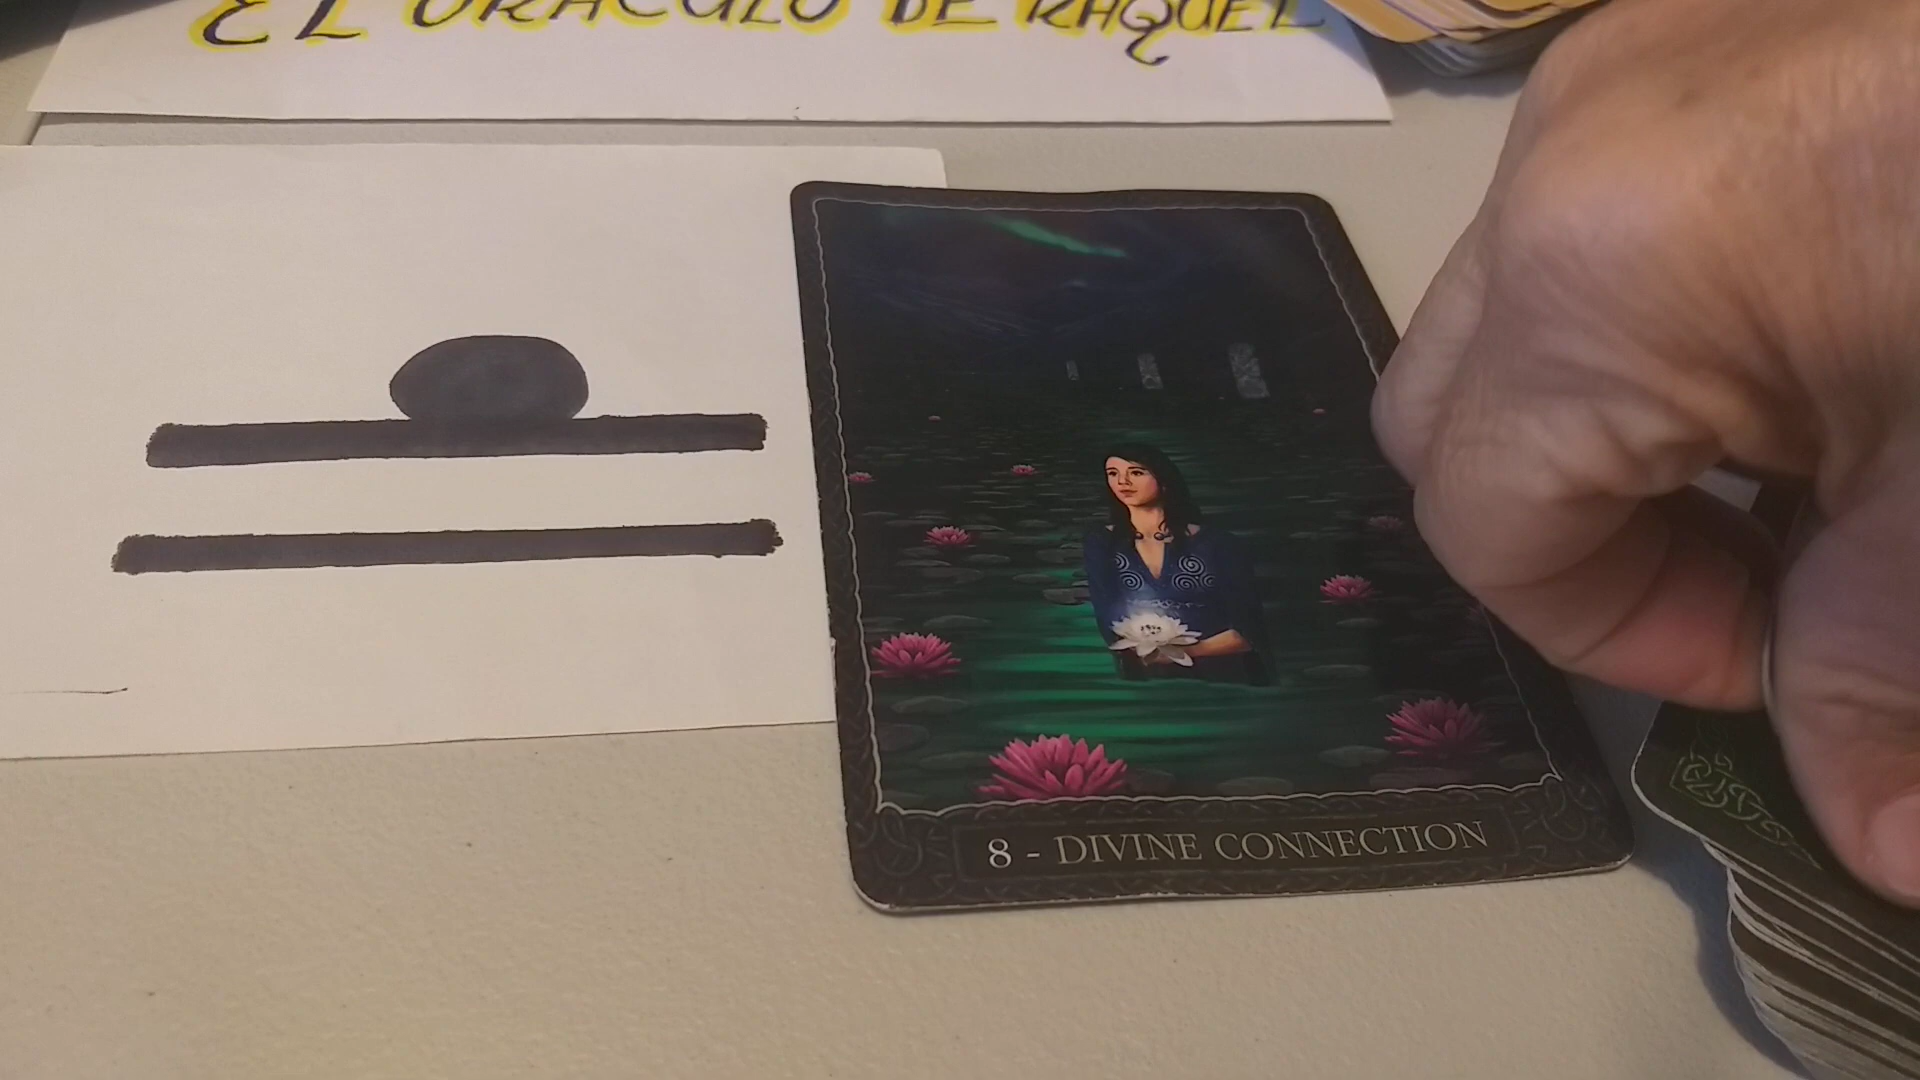 EL ORACULO DE RAQUEL
8 - DIVINE CONNECTION